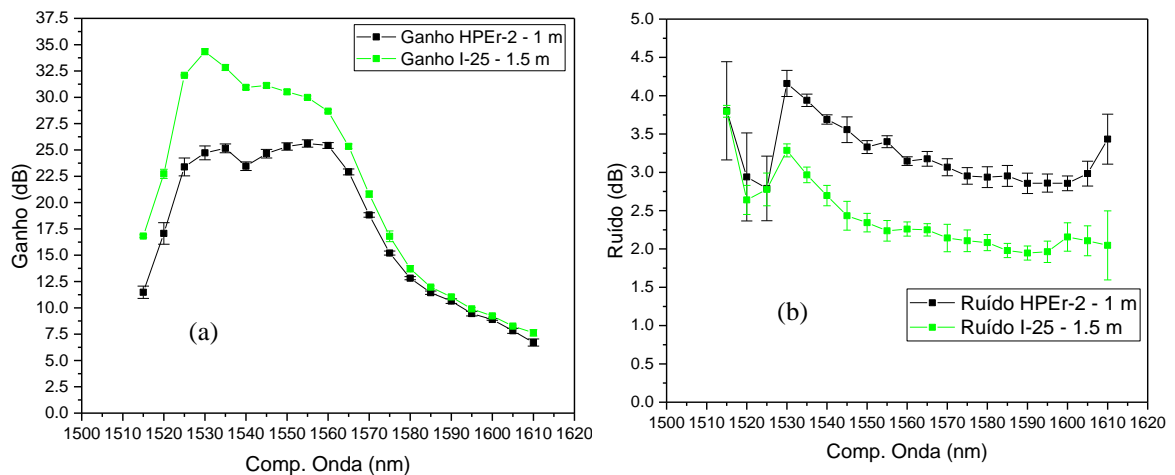 37.5
35.0
32.5
30.0
27.5
25.0
22.5
20.0
17.5
15.0
12.5
10.0
7.5
5.0
2.5
0.0
Ganho (dB)
Ganho HPEr-2 - 1 m
Ganho I-25 - 1.5 m
(a)
1500 1510 1520 1530 1540 1550 1560 1570 1580 1590 1600 1610 1620
Comp. Onda (nm)
5.0
4.5
4.0
3.5
3.0
2.5
2.0
1.5
1.0
0.5
0.0
Ruído (dB)
Ruído HPEr-2 - 1 m
Ruído I-25 - 1.5 m
(b)
1500 1510 1520 1530 1540 1550 1560 1570 1580 1590 1600 1610 1620
Comp. Onda (nm)